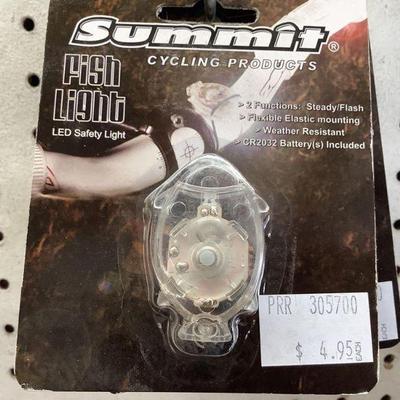 Summit®
CYCLING PRODUCTS
Fish
Light
LED Safety Light
> 2 Functions: Steady/Flash
> Flexible Elastic mounting
> Weather Resistant
> CR2032 Battery(s) Included
PRR 305700
$ 4.95 EACH